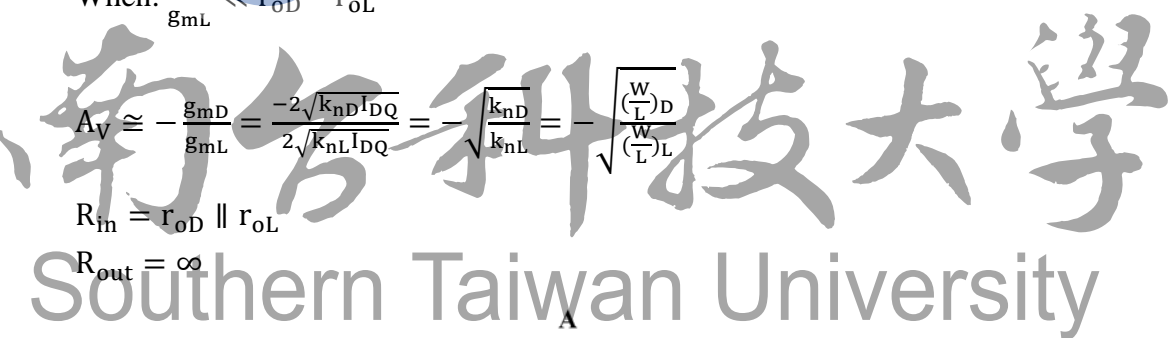 When: 1/g_mL ≪ r_oD ∥ r_oL
A_V ≅ − g_mD/g_mL = −2√(k_nD I_DQ) / 2√(k_nL I_DQ) = −√(k_nD/k_nL) = −√((W/L)_D/(W/L)_L)
南台科技大學
R_in = r_oD ∥ r_oL
R_out = ∞
Southern Taiwan University
A